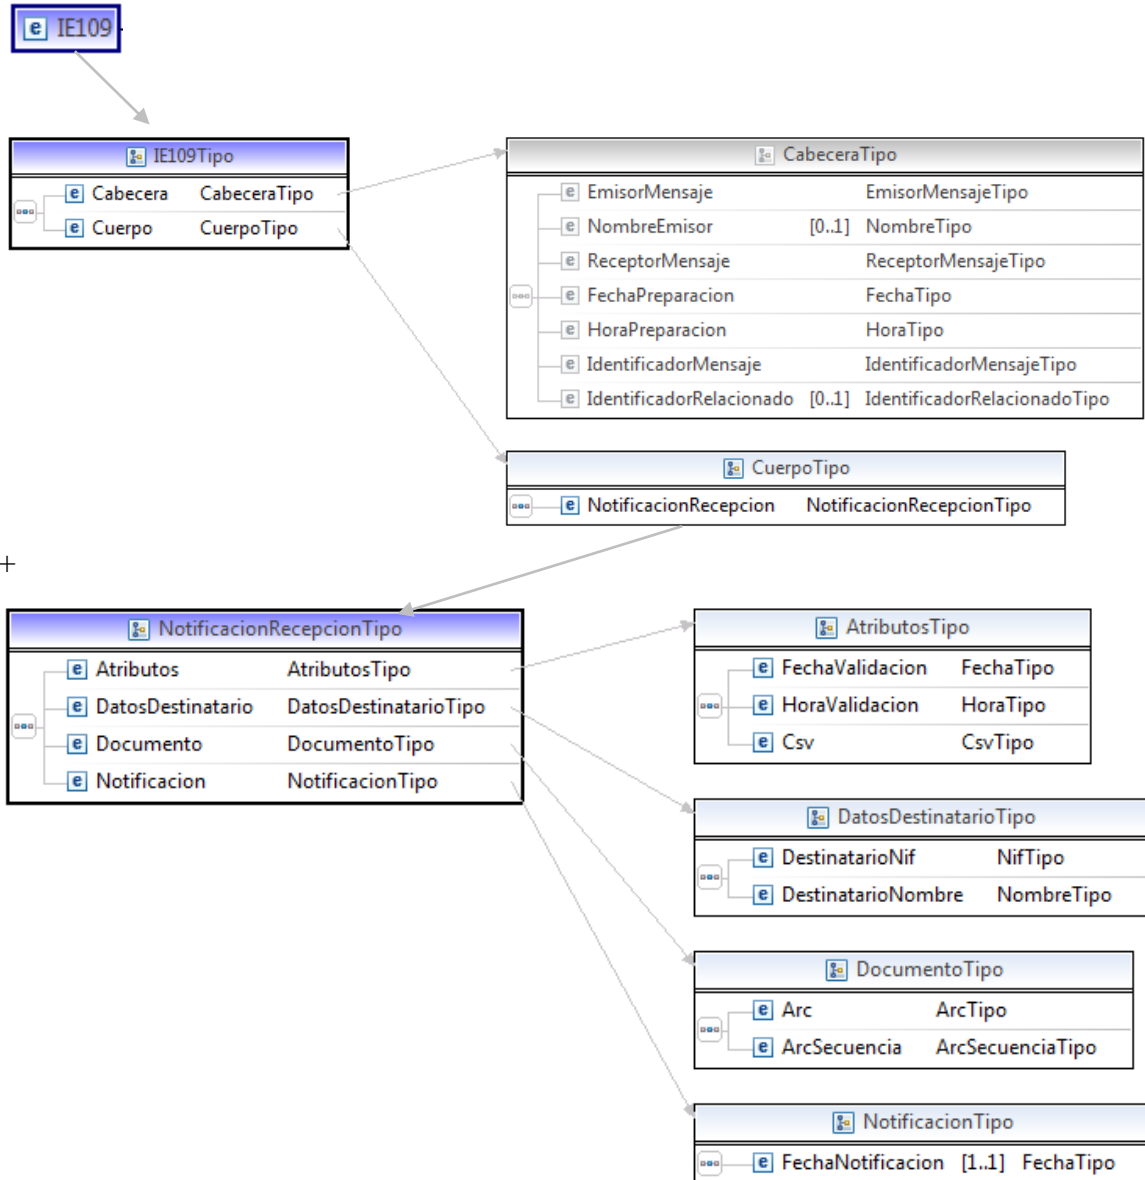 e IE109
IE109Tipo
e Cabecera CabeceraTipo
e Cuerpo CuerpoTipo
CabeceraTipo
e EmisorMensaje EmisorMensajeTipo
e NombreEmisor [0..1] NombreTipo
e ReceptorMensaje ReceptorMensajeTipo
e FechaPreparacion FechaTipo
e HoraPreparacion HoraTipo
e IdentificadorMensaje IdentificadorMensajeTipo
e IdentificadorRelacionado [0..1] IdentificadorRelacionadoTipo
CuerpoTipo
e NotificacionRecepcion NotificacionRecepcionTipo
+
NotificacionRecepcionTipo
e Atributos AtributosTipo
e DatosDestinatario DatosDestinatarioTipo
e Documento DocumentoTipo
e Notificacion NotificacionTipo
AtributosTipo
e FechaValidacion FechaTipo
e HoraValidacion HoraTipo
e Csv CsvTipo
DatosDestinatarioTipo
e DestinatarioNif NifTipo
e DestinatarioNombre NombreTipo
DocumentoTipo
e Arc ArcTipo
e ArcSecuencia ArcSecuenciaTipo
NotificacionTipo
e FechaNotificacion [1..1] FechaTipo